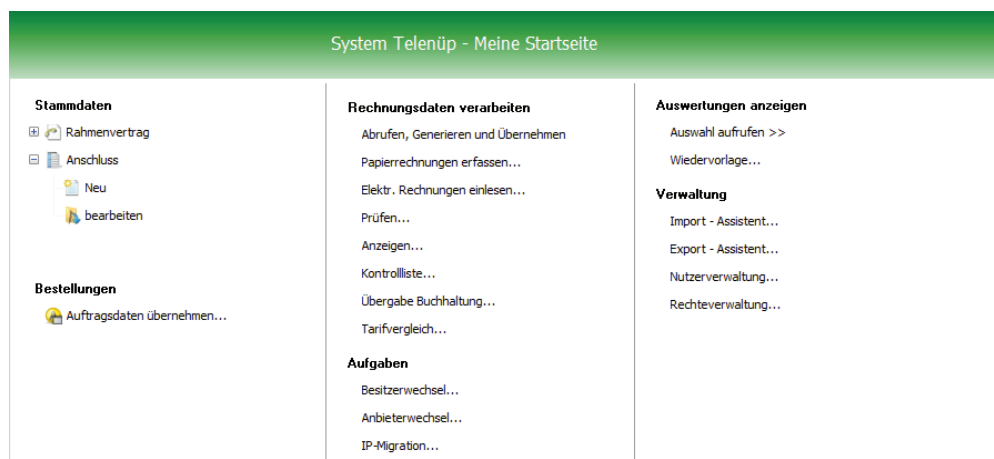 System Telenüp - Meine Startseite
Stammdaten
Rahmenvertrag
Anschluss
Neu
bearbeiten
Bestellungen
Auftragsdaten übernehmen...
Rechnungsdaten verarbeiten
Abrufen, Generieren und Übernehmen
Papierrechnungen erfassen...
Elektr. Rechnungen einlesen...
Prüfen...
Anzeigen...
Kontrollliste...
Übergabe Buchhaltung...
Tarifvergleich...
Aufgaben
Besitzerwechsel...
Anbieterwechsel...
IP-Migration...
Auswertungen anzeigen
Auswahl aufrufen >>
Wiedervorlage...
Verwaltung
Import - Assistent...
Export - Assistent...
Nutzerverwaltung...
Rechteverwaltung...